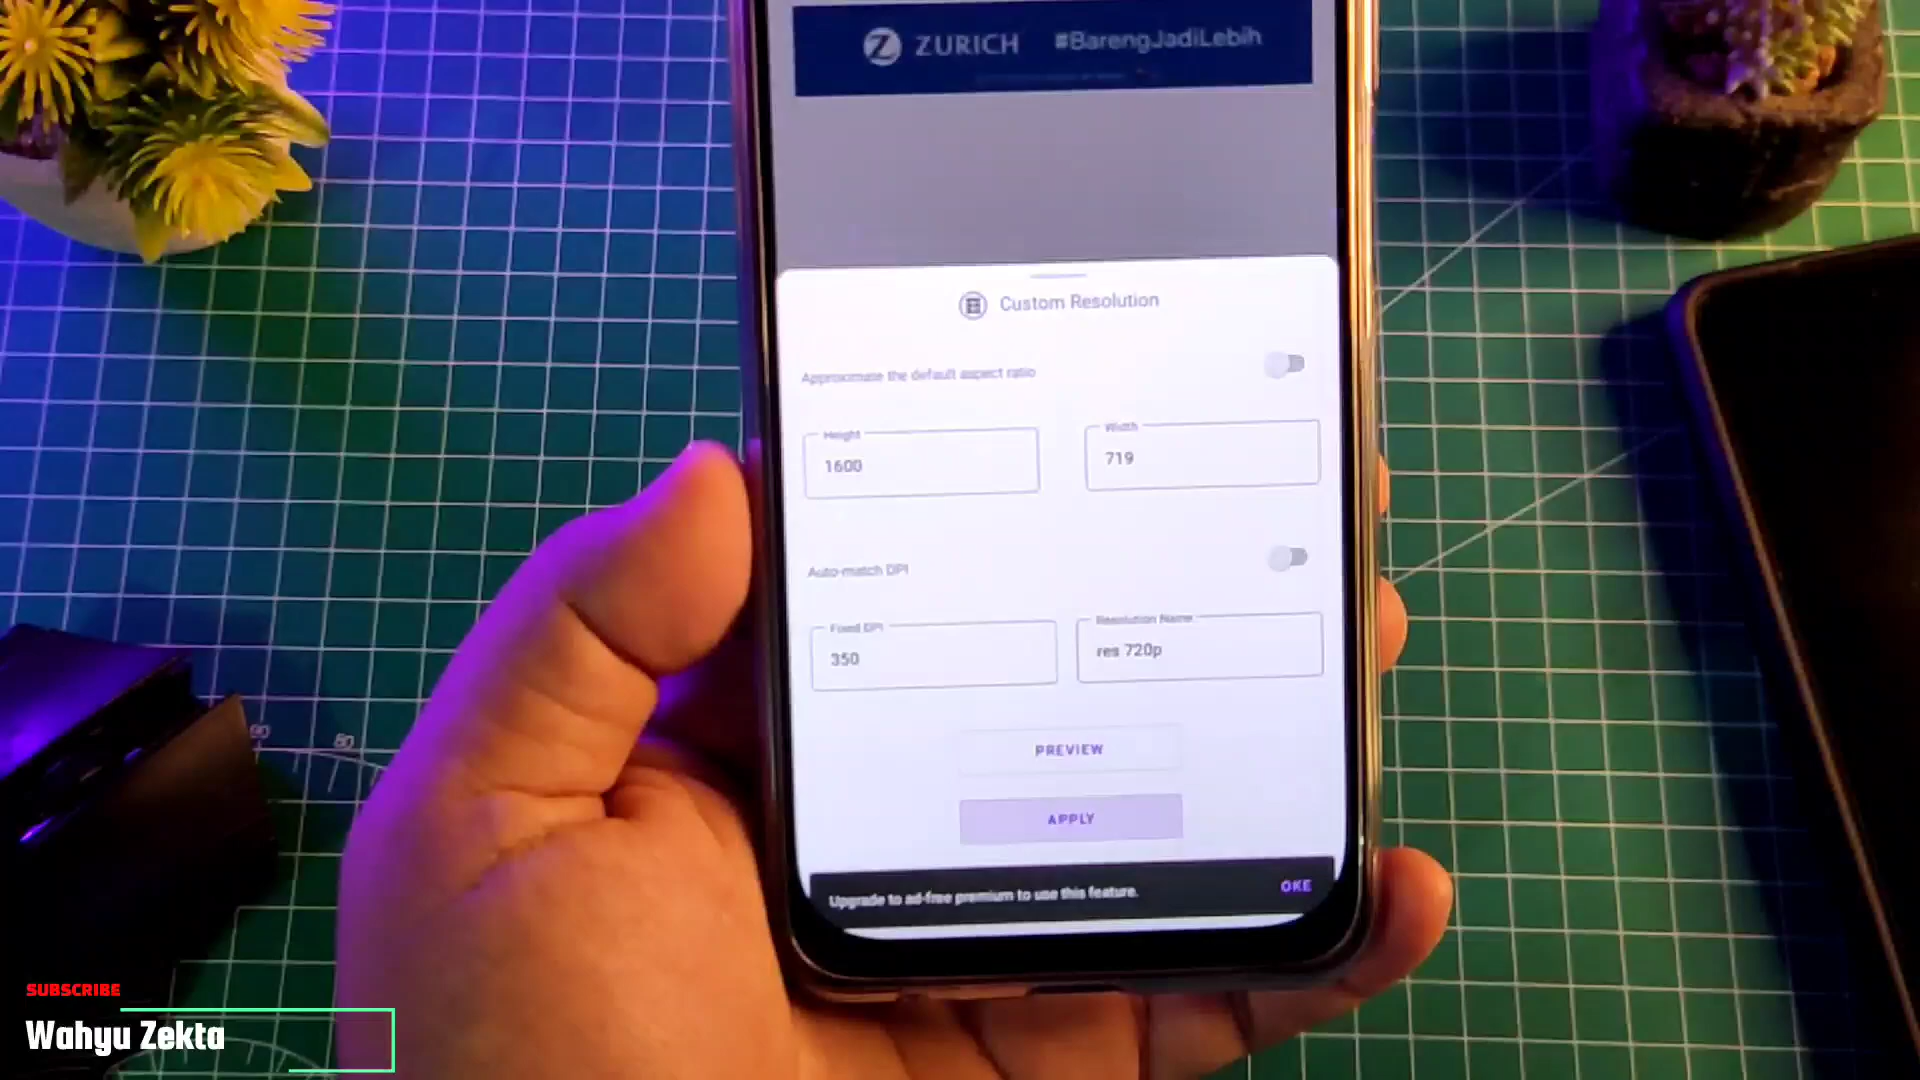 ZURICH #BarengJadiLebih
Custom Resolution
Approximate the default aspect ratio
Height
Width
1600
719
Auto-match DPI
Fixed DPI
Resolution Name
350
res 720p
PREVIEW
APPLY
Upgrade to ad-free premium to use this feature.
OKE
80
SUBSCRIBE
Wahyu Zekta